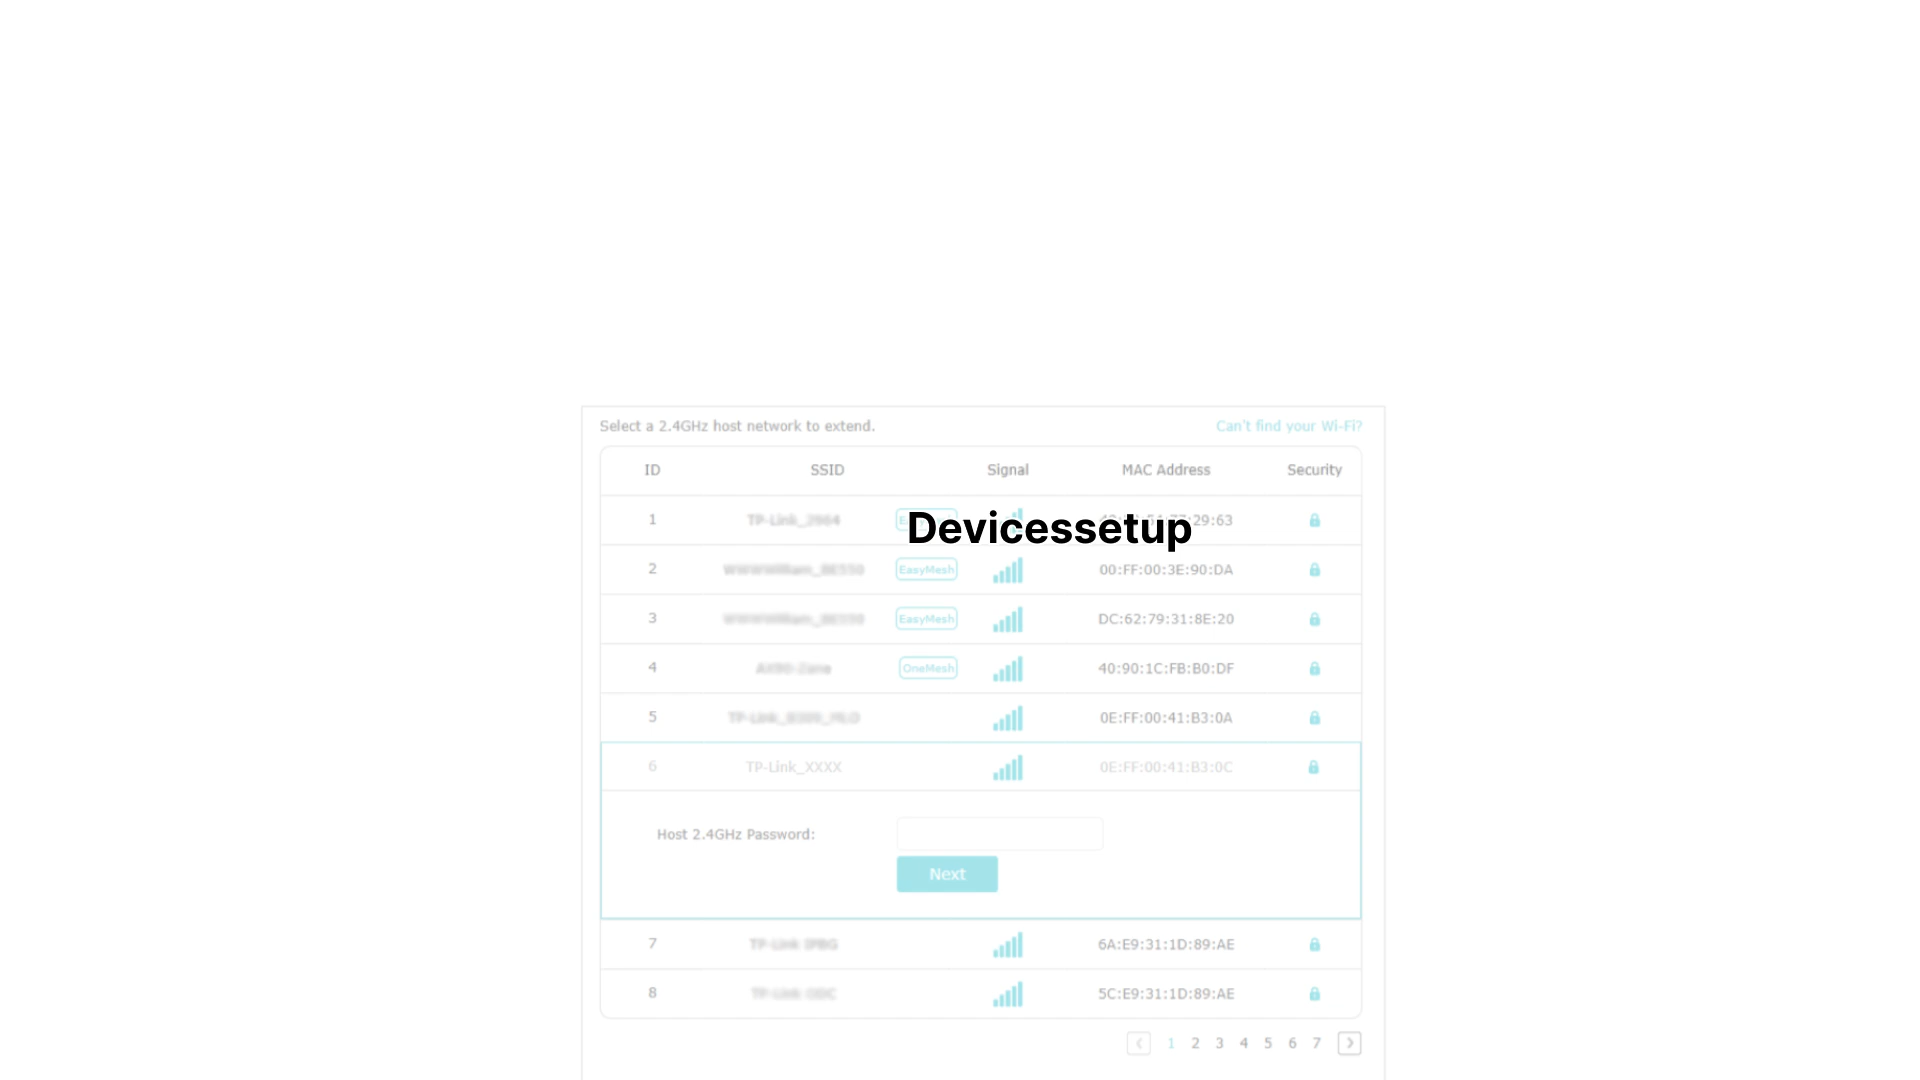 Select a 2.4GHz host network to extend. Can't find your Wi-Fi?
ID SSID Signal MAC Address Security
1 29:63
Devicessetup
2 EasyMesh 00:FF:00:3E:90:DA
3 EasyMesh DC:62:79:31:8E:20
4 OneMesh 40:90:1C:FB:B0:DF
5 0E:FF:00:41:B3:0A
6 TP-Link_XXXX 0E:FF:00:41:B3:0C
Host 2.4GHz Password:
Next
7 6A:E9:31:1D:89:AE
8 5C:E9:31:1D:89:AE
< 1 2 3 4 5 6 7 >